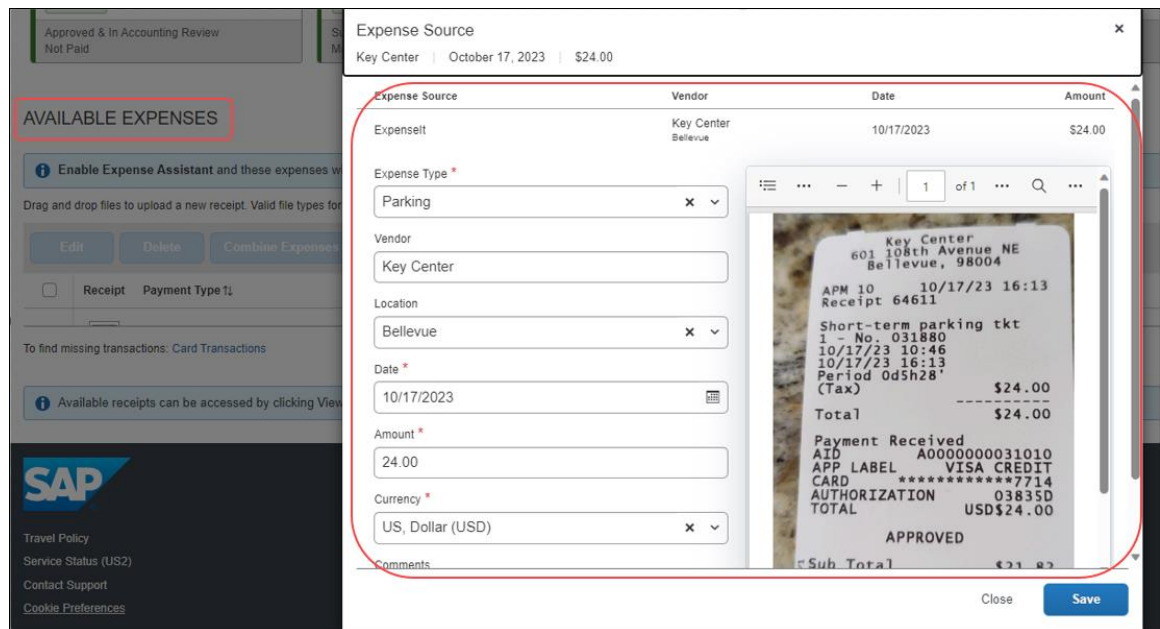 Approved & In Accounting Review
Not Paid
AVAILABLE EXPENSES
Enable Expense Assistant and these expenses
Drag and drop files to upload a new receipt. Valid file types for
Edit Delete Combine Expenses
Receipt Payment Type
To find missing transactions: Card Transactions
Available receipts can be accessed by clicking View
SAP
Travel Policy
Service Status (US2)
Contact Support
Cookie Preferences
Expense Source
Key Center | October 17, 2023 | $24.00
Expense Source Vendor Date Amount
ExpenseIt Key Center 10/17/2023 $24.00
Bellevue
Expense Type *
Parking
Vendor
Key Center
Location
Bellevue
Date *
10/17/2023
Amount *
24.00
Currency *
US, Dollar (USD)
Comments
1 of 1
Key Center
601 108th Avenue NE
Bellevue, 98004
APM 10 10/17/23 16:13
Receipt 64611
Short-term parking tkt
1 - No. 031880
10/17/23 10:46
10/17/23 16:13
Period 0d5h28'
(Tax) $24.00
Total $24.00
Payment Received
AID A0000000031010
APP LABEL VISA CREDIT
CARD ************7714
AUTHORIZATION 03835D
TOTAL USD$24.00
APPROVED
Sub Total $21.82
Close Save